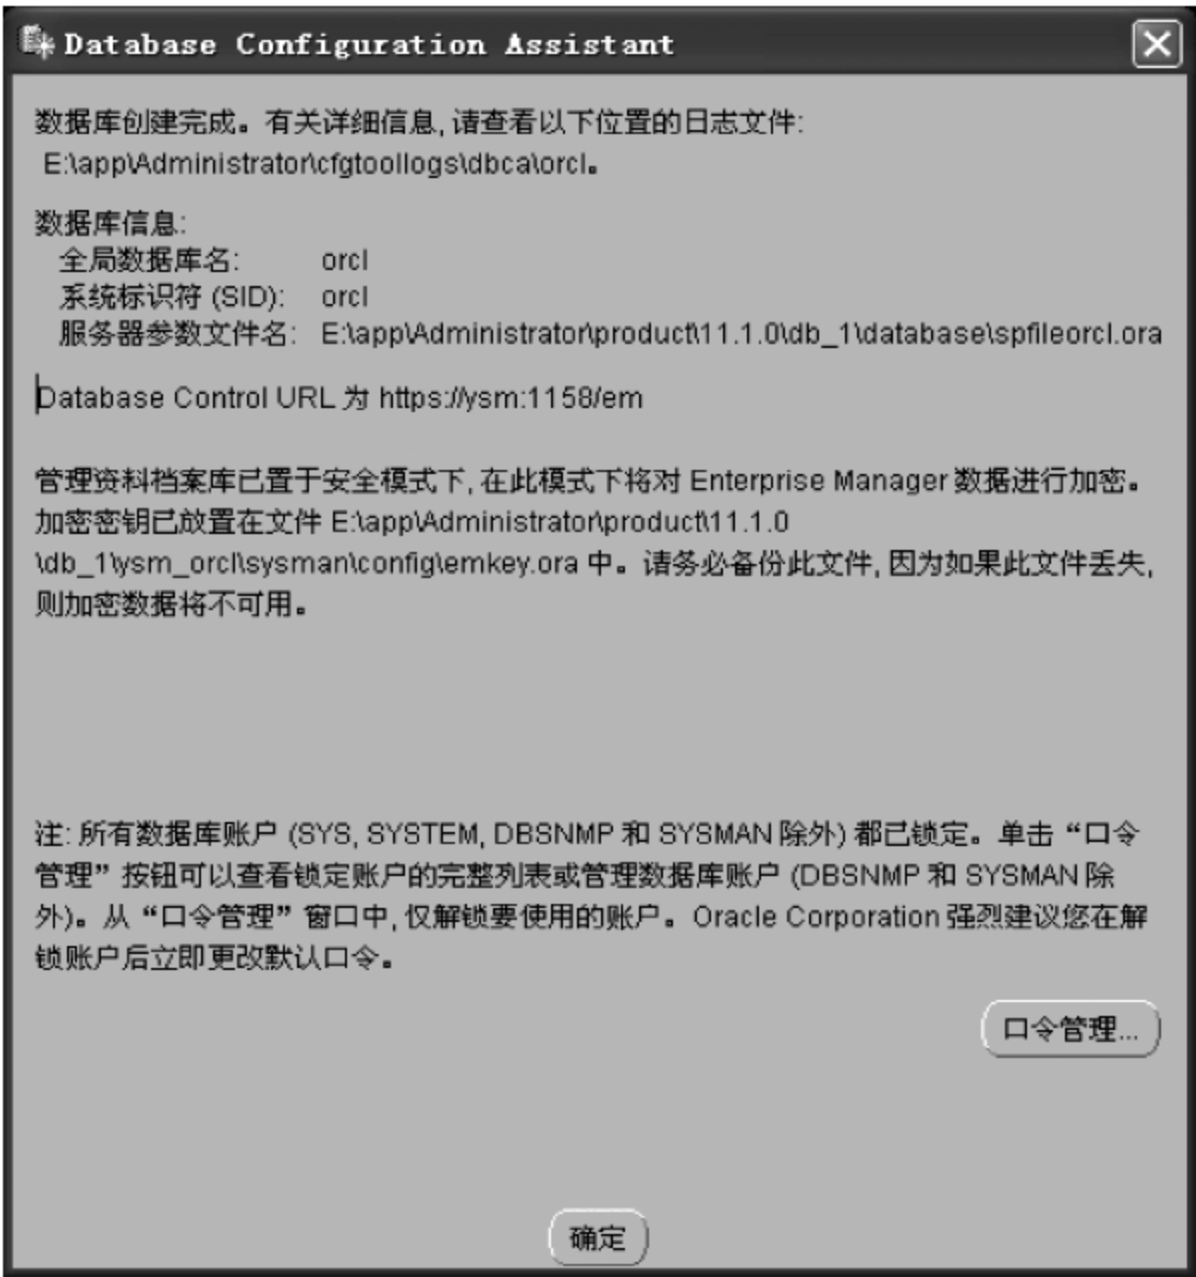 Database Configuration Assistant
数据库创建完成。有关详细信息, 请查看以下位置的日志文件:
E:\app\Administrator\cfgtoollogs\dbca\orcl。
数据库信息:
全局数据库名: orcl
系统标识符 (SID): orcl
服务器参数文件名: E:\app\Administrator\product\11.1.0\db_1\database\spfileorcl.ora
Database Control URL 为 https://ysm:1158/em
管理资料档案库已置于安全模式下, 在此模式下将对 Enterprise Manager 数据进行加密。
加密密钥已放置在文件 E:\app\Administrator\product\11.1.0
\db_1\ysm_orcl\sysman\config\emkey.ora 中。请务必备份此文件, 因为如果此文件丢失,
则加密数据将不可用。
注: 所有数据库账户 (SYS, SYSTEM, DBSNMP 和 SYSMAN 除外) 都已锁定。单击“口令
管理”按钮可以查看锁定账户的完整列表或管理数据库账户 (DBSNMP 和 SYSMAN 除
外)。从“口令管理”窗口中, 仅解锁要使用的账户。Oracle Corporation 强烈建议您在解
锁账户后立即更改默认口令。
口令管理...
确定